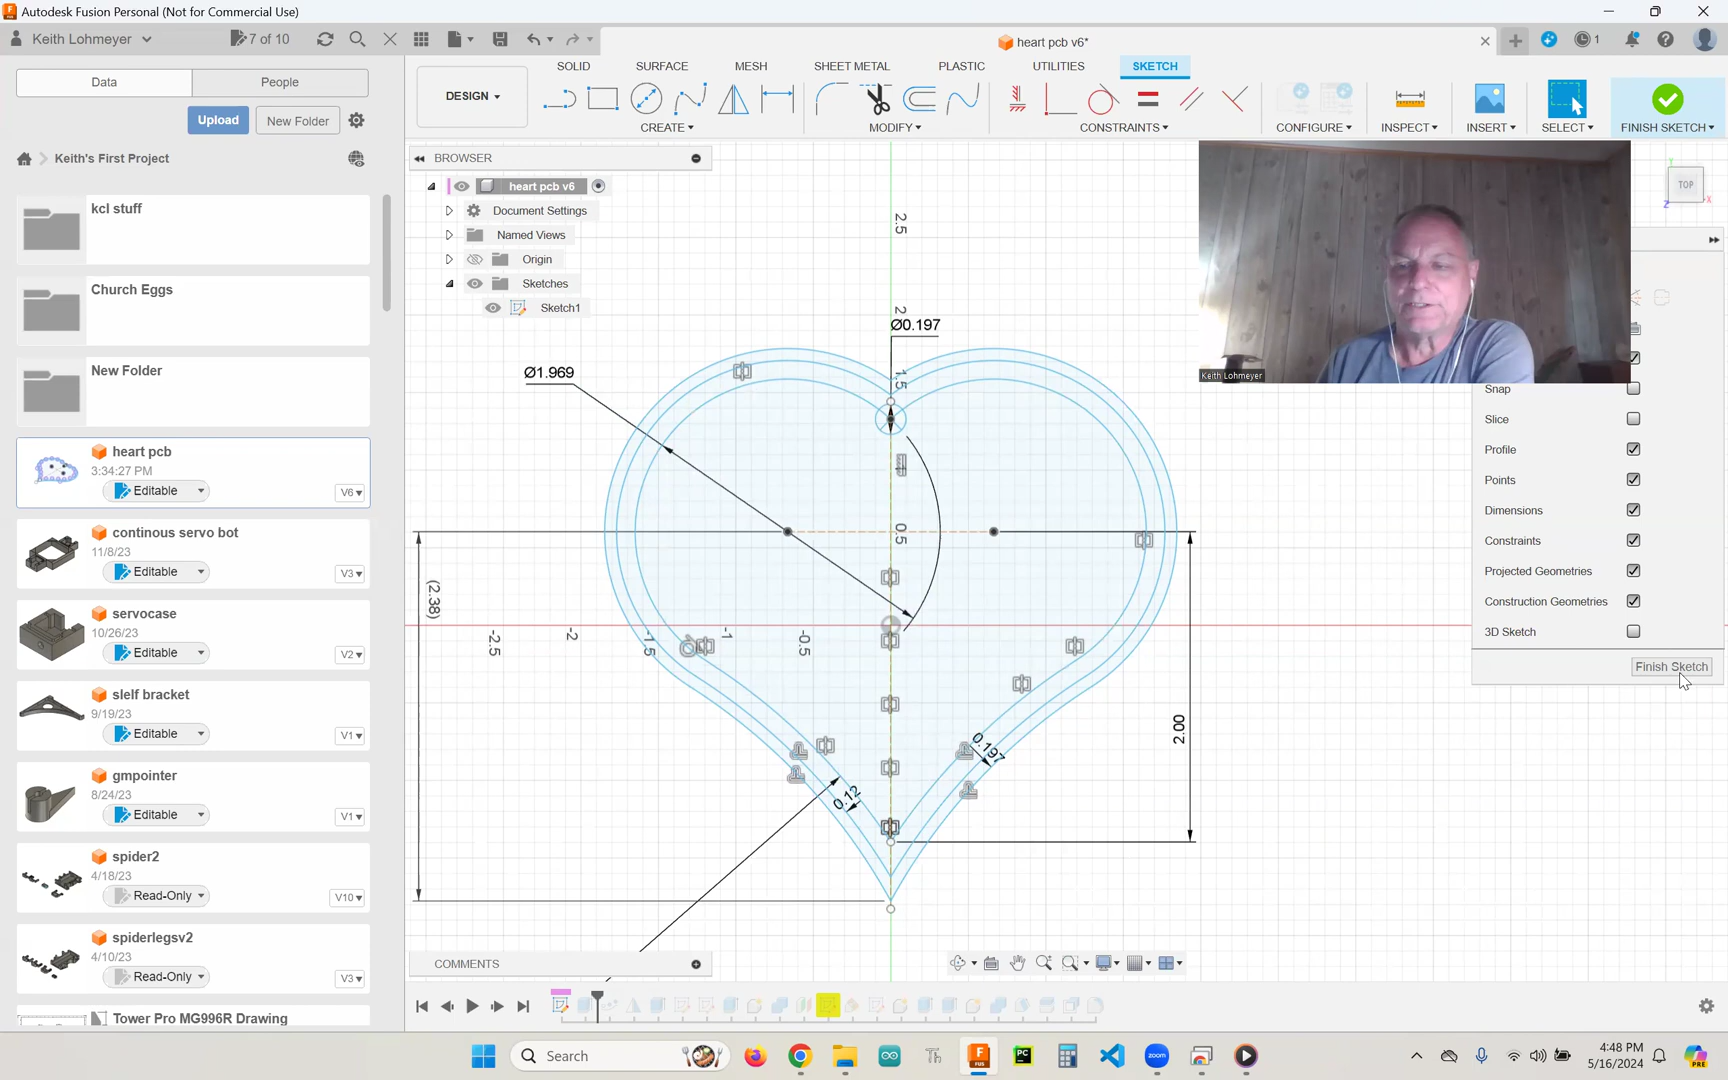 Autodesk Fusion Personal (Not for Commercial Use)
Keith Lohmeyer
7 of 10
heart pcb v6*
1
Data
People
Upload
New Folder
Keith's First Project
kcl stuff
Church Eggs
New Folder
heart pcb
3:34:27 PM
Editable
V6
continous servo bot
11/8/23
Editable
V3
servocase
10/26/23
Editable
V2
slelf bracket
9/19/23
Editable
V1
gmpointer
8/24/23
Editable
V1
spider2
4/18/23
Read-Only
V10
spiderlegsv2
4/10/23
Read-Only
V3
Tower Pro MG996R Drawing
DESIGN
SOLID
SURFACE
MESH
SHEET METAL
PLASTIC
UTILITIES
SKETCH
CREATE
MODIFY
CONSTRAINTS
CONFIGURE
INSPECT
INSERT
SELECT
FINISH SKETCH
BROWSER
heart pcb v6
Document Settings
Named Views
Origin
Sketches
Sketch1
2.5
2
1.5
1
0.5
-0.5
-1
-1.5
-2
-2.5
Ø0.197
Ø1.969
(2.38)
2.00
0.197
0.12
TOP
Y
X
Z
Keith Lohmeyer
Snap
Slice
Profile
Points
Dimensions
Constraints
Projected Geometries
Construction Geometries
3D Sketch
Finish Sketch
COMMENTS
Search
Th
F
FUS
PC
zoom
4:48 PM
5/16/2024
PRE